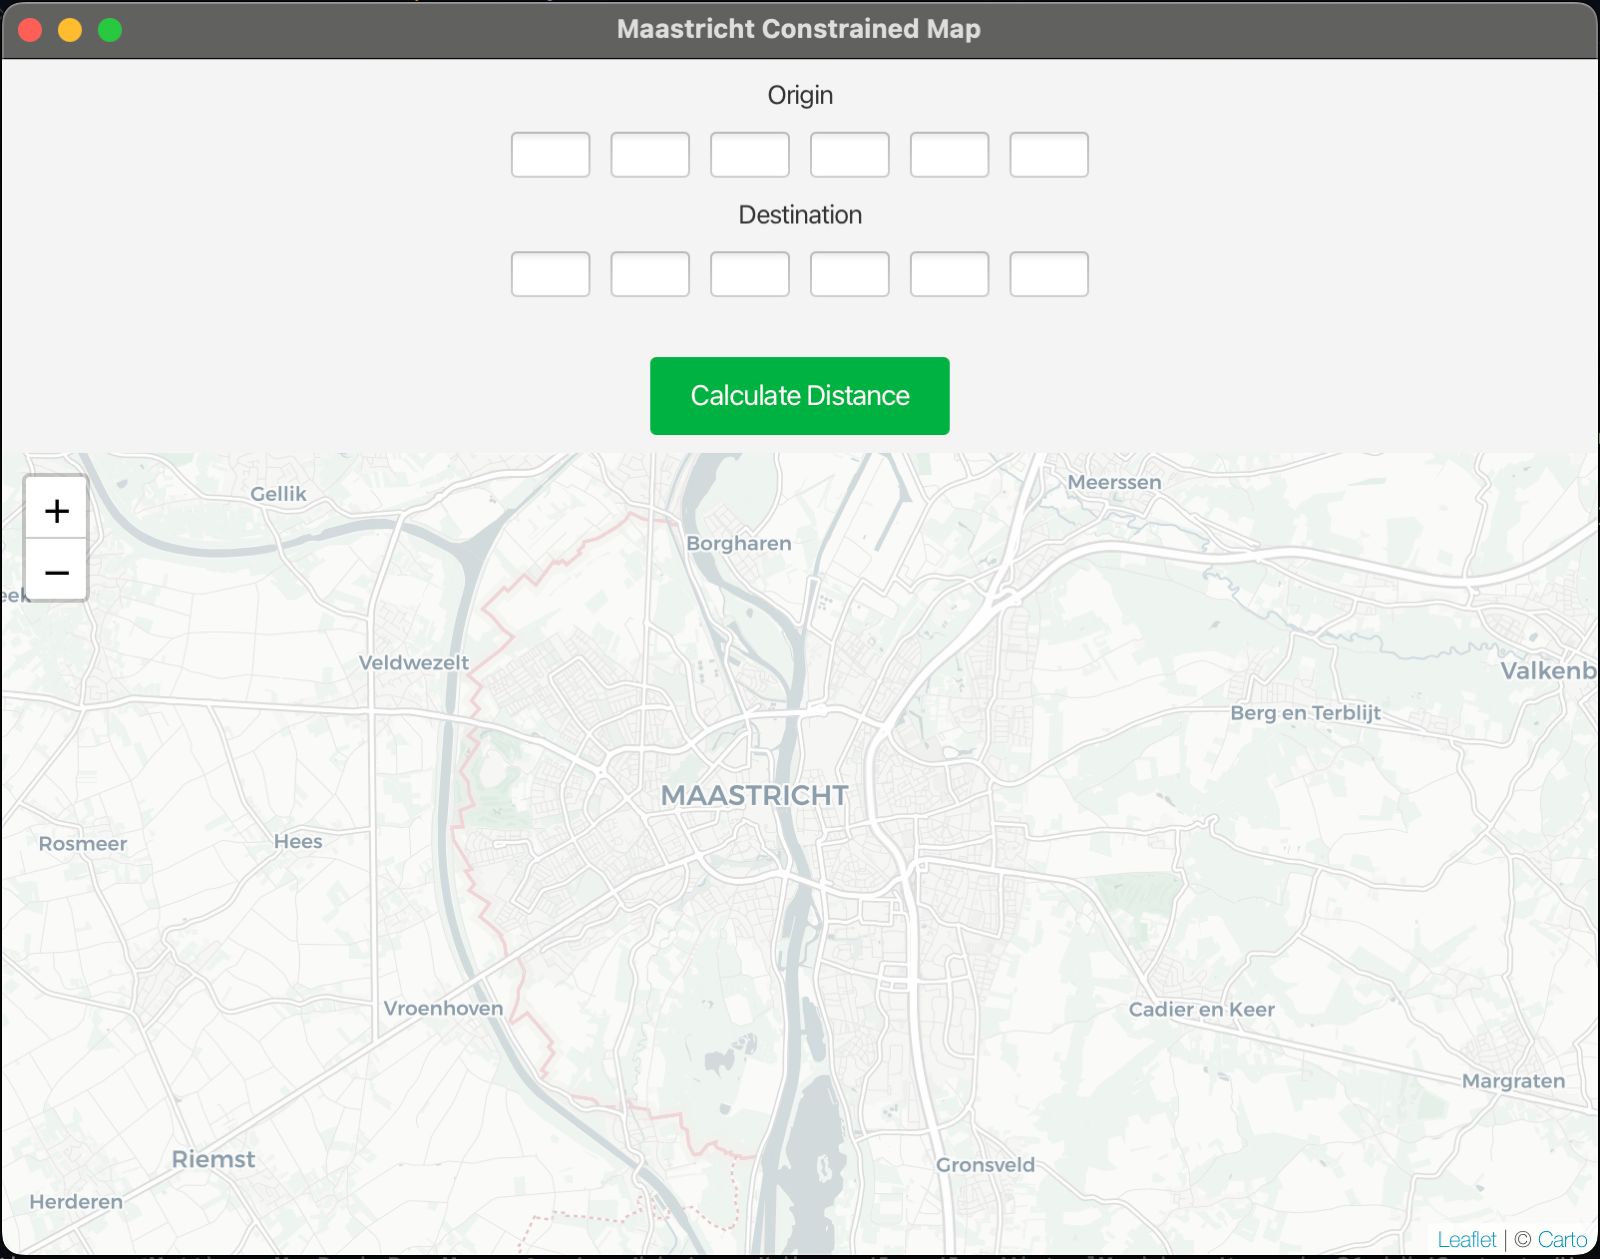 Maastricht Constrained Map
Origin
Destination
Calculate Distance
+
−
Gellik
Meerssen
Borgharen
Veldwezelt
Valkenb
Berg en Terblijt
MAASTRICHT
Rosmeer
Hees
Vroenhoven
Cadier en Keer
Margraten
Riemst
Gronsveld
Herderen
Leaflet | © Carto